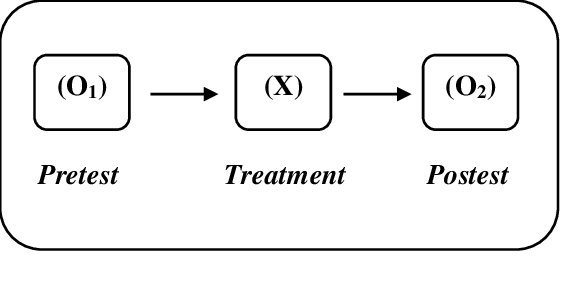 (O₁) (X) (O₂)
Pretest Treatment Postest